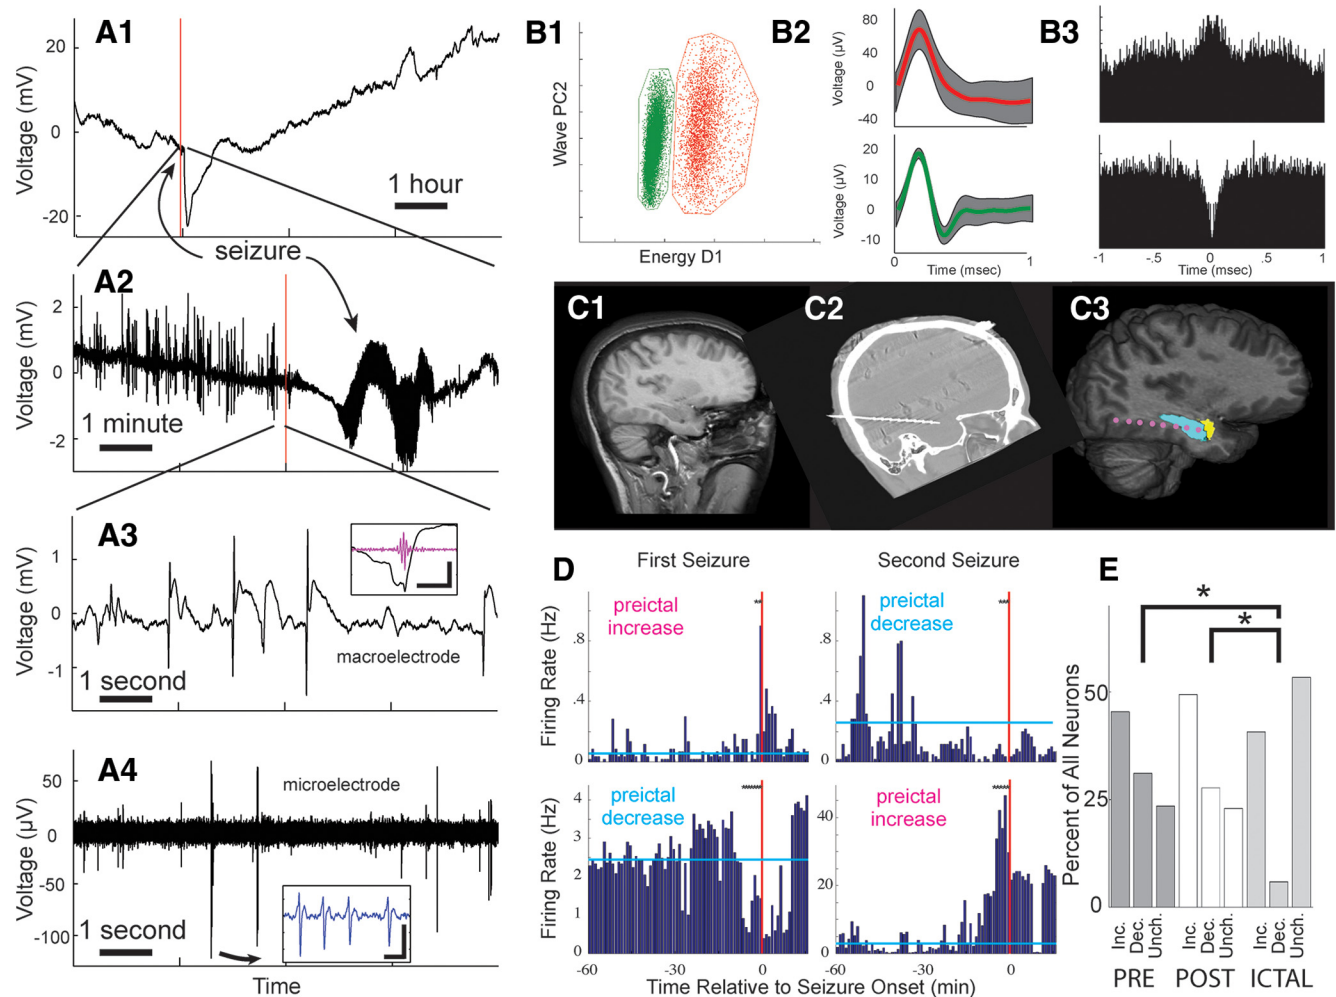 A1
Voltage (mV)
20
0
-20
1 hour
seizure
A2
Voltage (mV)
2
0
-2
1 minute
A3
Voltage (mV)
1
0
-1
1 second
macroelectrode
A4
Voltage (µV)
50
0
-50
-100
microelectrode
1 second
Time
B1
Wave PC2
Energy D1
B2
Voltage (µV)
80
40
0
-40
Voltage (µV)
20
10
0
-10
0 1
Time (msec)
B3
-1 -.5 0 .5 1
Time (msec)
C1
C2
C3
D
First Seizure
Second Seizure
Firing Rate (Hz)
.8
.4
0
preictal
increase
**
.8
.4
0
preictal
decrease
***
Firing Rate (Hz)
4
3
2
1
0
preictal
decrease
******
40
20
0
preictal
increase
*****
-60 -30 0
-60 -30 0
Time Relative to Seizure Onset (min)
E
*
*
Percent of All Neurons
50
25
0
Inc. Dec. Unch. Inc. Dec. Unch. Inc. Dec. Unch.
PRE POST ICTAL